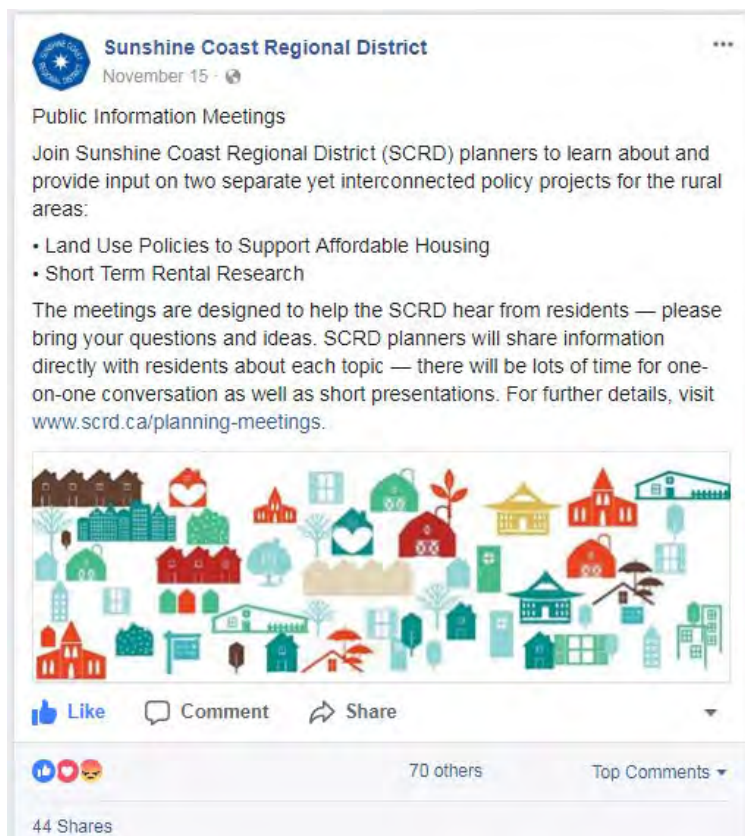 Sunshine Coast Regional District
November 15 ·
Public Information Meetings
Join Sunshine Coast Regional District (SCRD) planners to learn about and
provide input on two separate yet interconnected policy projects for the rural
areas:
• Land Use Policies to Support Affordable Housing
• Short Term Rental Research
The meetings are designed to help the SCRD hear from residents — please
bring your questions and ideas. SCRD planners will share information
directly with residents about each topic — there will be lots of time for one-
on-one conversation as well as short presentations. For further details, visit
www.scrd.ca/planning-meetings.
Like Comment Share
70 others Top Comments
44 Shares